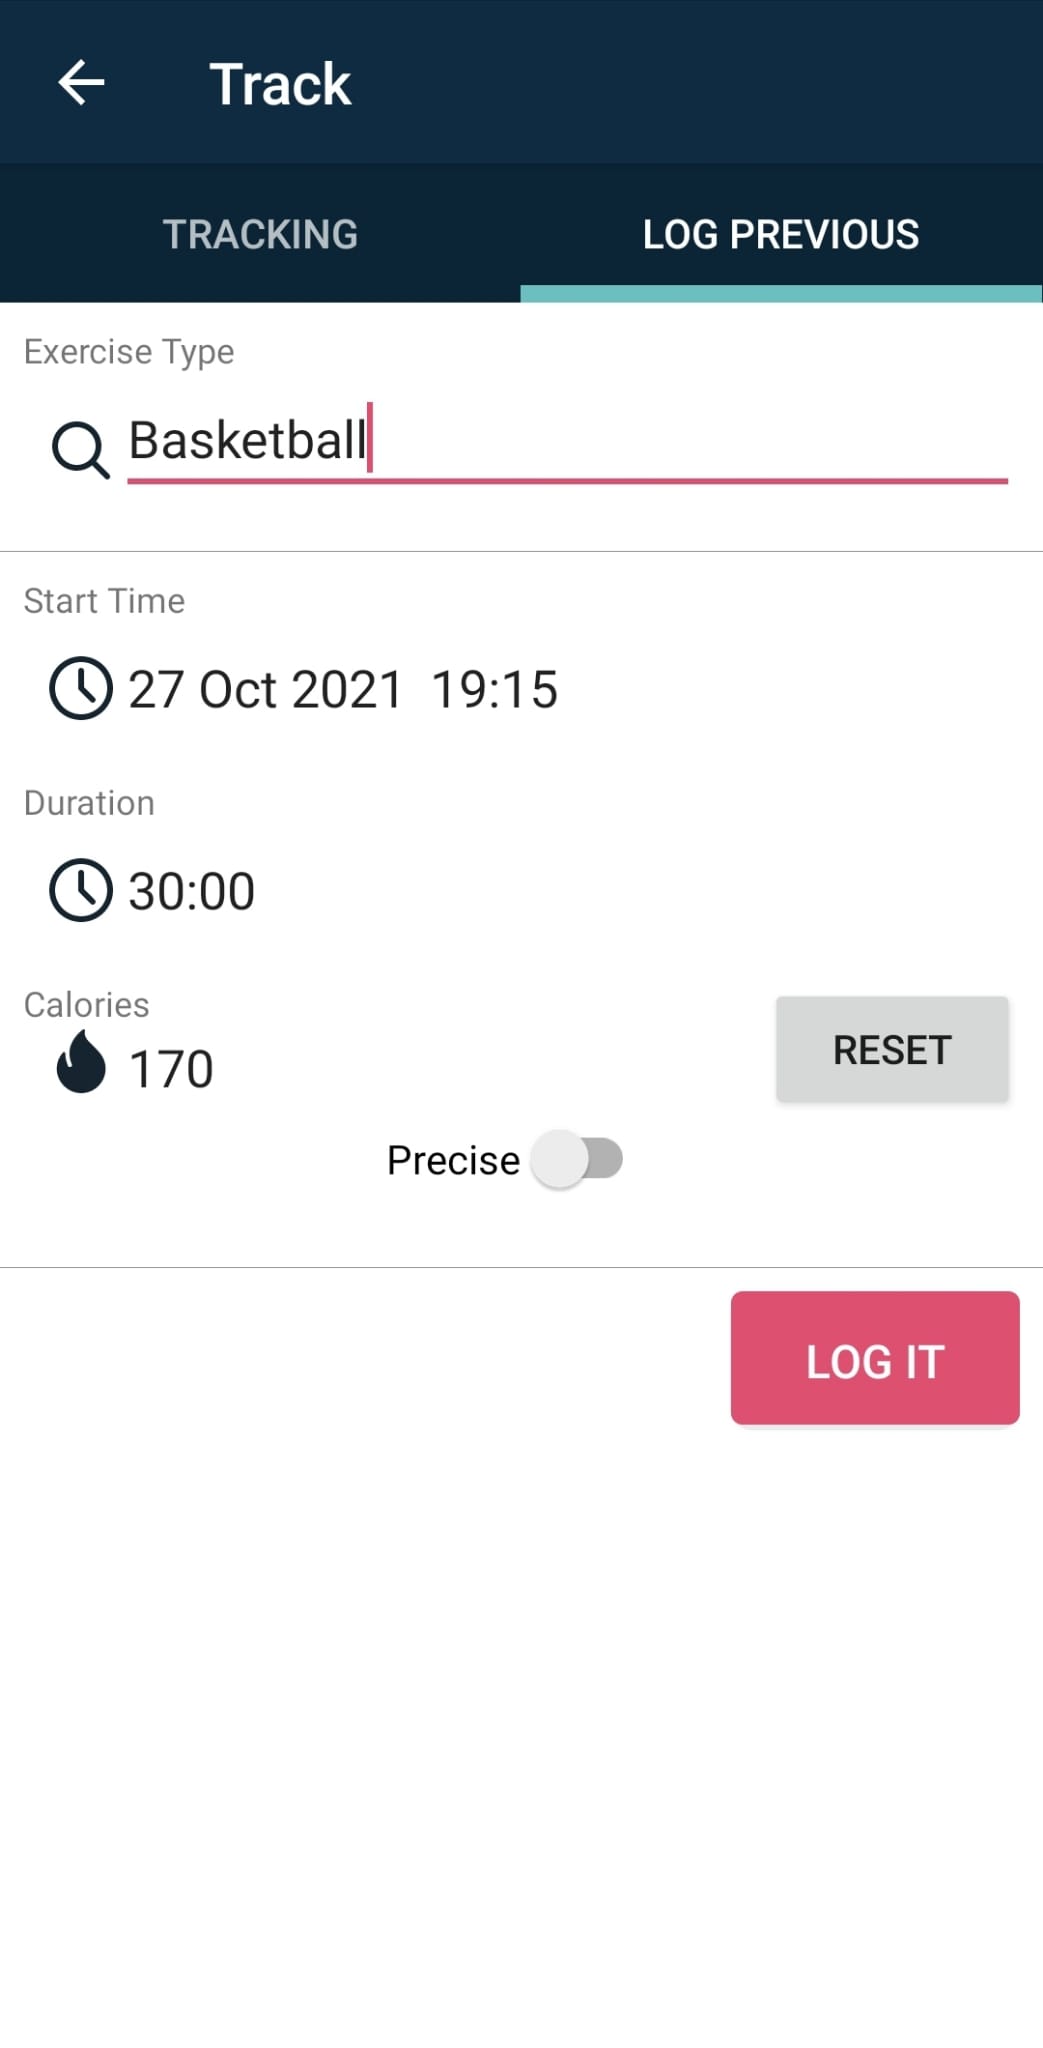 Track
TRACKING
LOG PREVIOUS
Exercise Type
Basketball
Start Time
27 Oct 2021 19:15
Duration
30:00
Calories
170
RESET
Precise
LOG IT